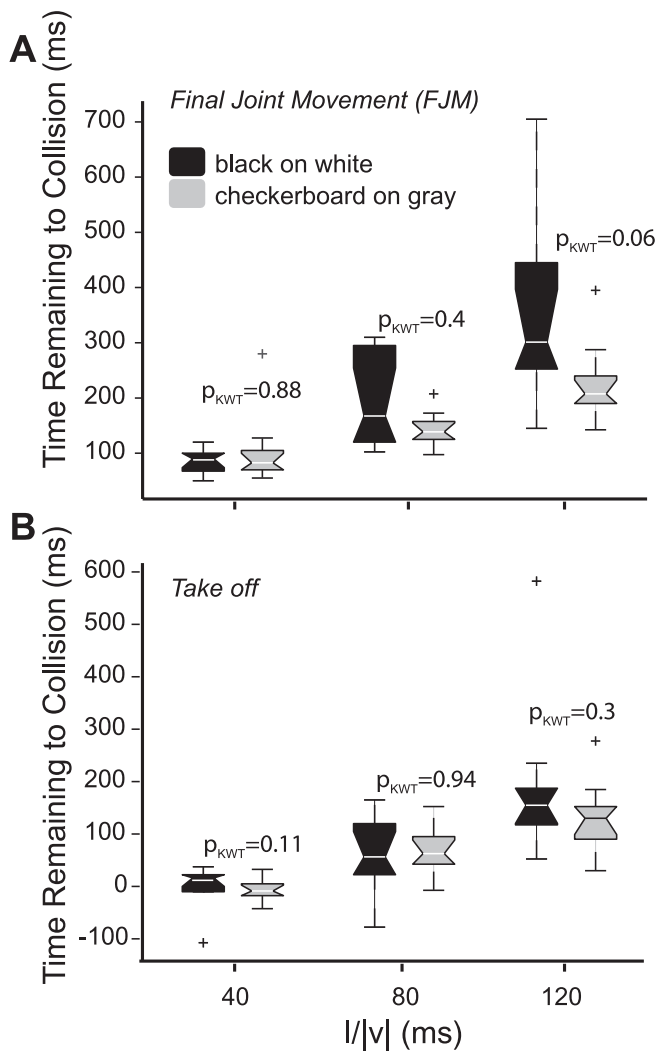 A
Time Remaining to Collision (ms)
Final Joint Movement (FJM)
black on white
checkerboard on gray
700
600
500
400
300
200
100
pKWT=0.88
pKWT=0.4
pKWT=0.06
B
Time Remaining to Collision (ms)
Take off
600
500
400
300
200
100
0
-100
pKWT=0.11
pKWT=0.94
pKWT=0.3
40 80 120
l/|v| (ms)